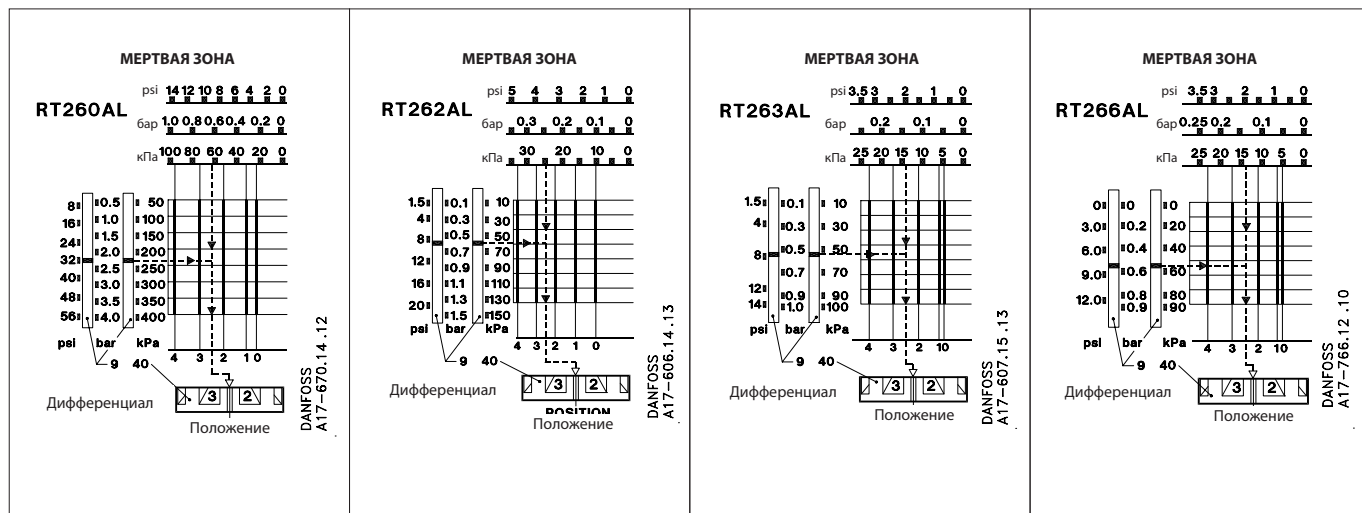 МЕРТВАЯ ЗОНА
RT260AL
psi 14 12 10 8 6 4 2 0
бар 1.0 0.8 0.6 0.4 0.2 0
кПа 100 80 60 40 20 0
8 0.5 50
16 1.0 100
24 1.5 150
32 2.0 200
40 2.5 250
48 3.0 300
56 3.5 350
4.0 400
psi bar kPa
4 3 2 1 0
9 40
3 2
Дифференциал
Положение
DANFOSS
A17-670.14.12
МЕРТВАЯ ЗОНА
RT262AL
psi 5 4 3 2 1 0
бар 0.3 0.2 0.1 0
кПа 30 20 10 0
1.5 0.1 10
4 0.3 30
8 0.5 50
12 0.7 70
16 0.9 90
20 1.1 110
1.3 130
1.5 150
psi bar kPa
4 3 2 1 0
9 40
3 2
Дифференциал
POSITION
Положение
DANFOSS
A17-606.14.13
МЕРТВАЯ ЗОНА
RT263AL
psi 3.5 3 2 1 0
бар 0.2 0.1 0
кПа 25 20 15 10 5 0
1.5 0.1 10
4 0.3 30
8 0.5 50
12 0.7 70
14 0.9 90
1.0 100
psi bar kPa
4 3 2 1 0
9 40
3 2
Дифференциал
Положение
DANFOSS
A17-607.15.13
МЕРТВАЯ ЗОНА
RT266AL
psi 3.5 3 2 1 0
бар 0.25 0.2 0.1 0
кПа 25 20 15 10 5 0
0 0 0
3.0 0.2 20
6.0 0.4 40
9.0 0.6 60
12.0 0.8 80
0.9 90
psi bar kPa
4 3 2 1 0
9 40
3 2
Дифференциал
Положение
DANFOSS
A17-766.12.10